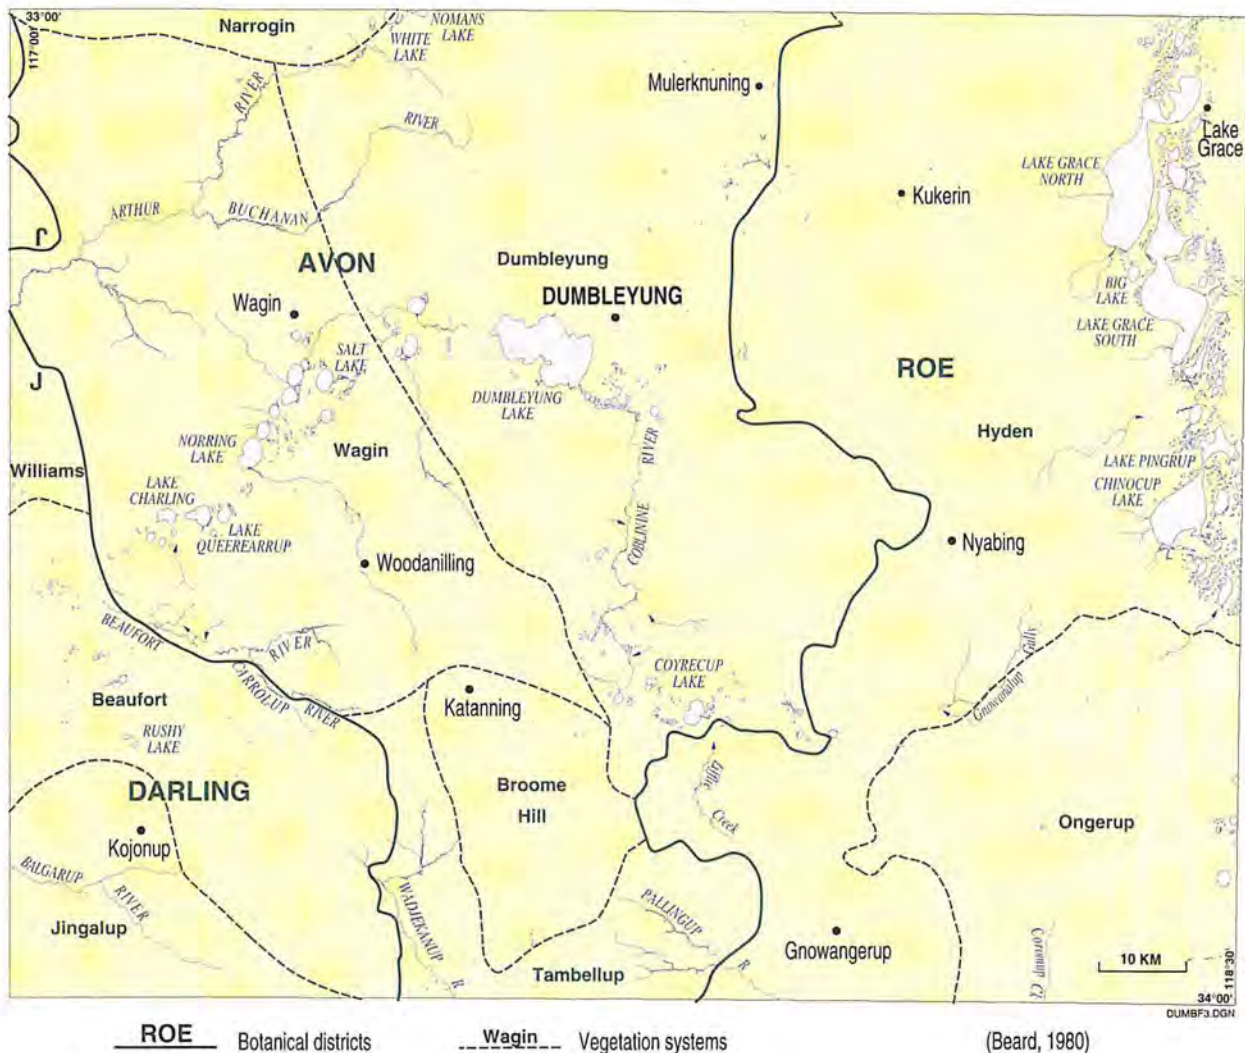 33°00'
117°00'
Narrogin
NOMANS
LAKE
WHITE
LAKE
Mulerknuning
RIVER
RIVER
Lake
Grace
LAKE GRACE
NORTH
Kukerin
ARTHUR
BUCHANAN
r
AVON
Dumbleyung
DUMBLEYUNG
BIG
LAKE
Wagin
LAKE GRACE
SOUTH
SALT
LAKE
ROE
J
DUMBLEYUNG
LAKE
Hyden
NORRING
LAKE
Wagin
RIVER
Williams
LAKE PINGRUP
CHINOCUP
LAKE
LAKE
CHARLING
LAKE
QUEEREARRUP
COBLININE
Nyabing
Woodanilling
BEAUFORT
RIVER
Gully
Gnowanalup
COYRECUP
LAKE
CARROLUP
RIVER
Beaufort
Katanning
RUSHY
LAKE
Broome
Hill
DARLING
Creek
Ongerup
Kojonup
BALGARUP
RIVER
WADJEKANUP
R
PALLINGUP
R
Jingalup
Gnowangerup
Tambellup
10 KM
118°30'
34°00'
DUMBF3.DGN
ROE Botanical districts Wagin Vegetation systems (Beard, 1980)